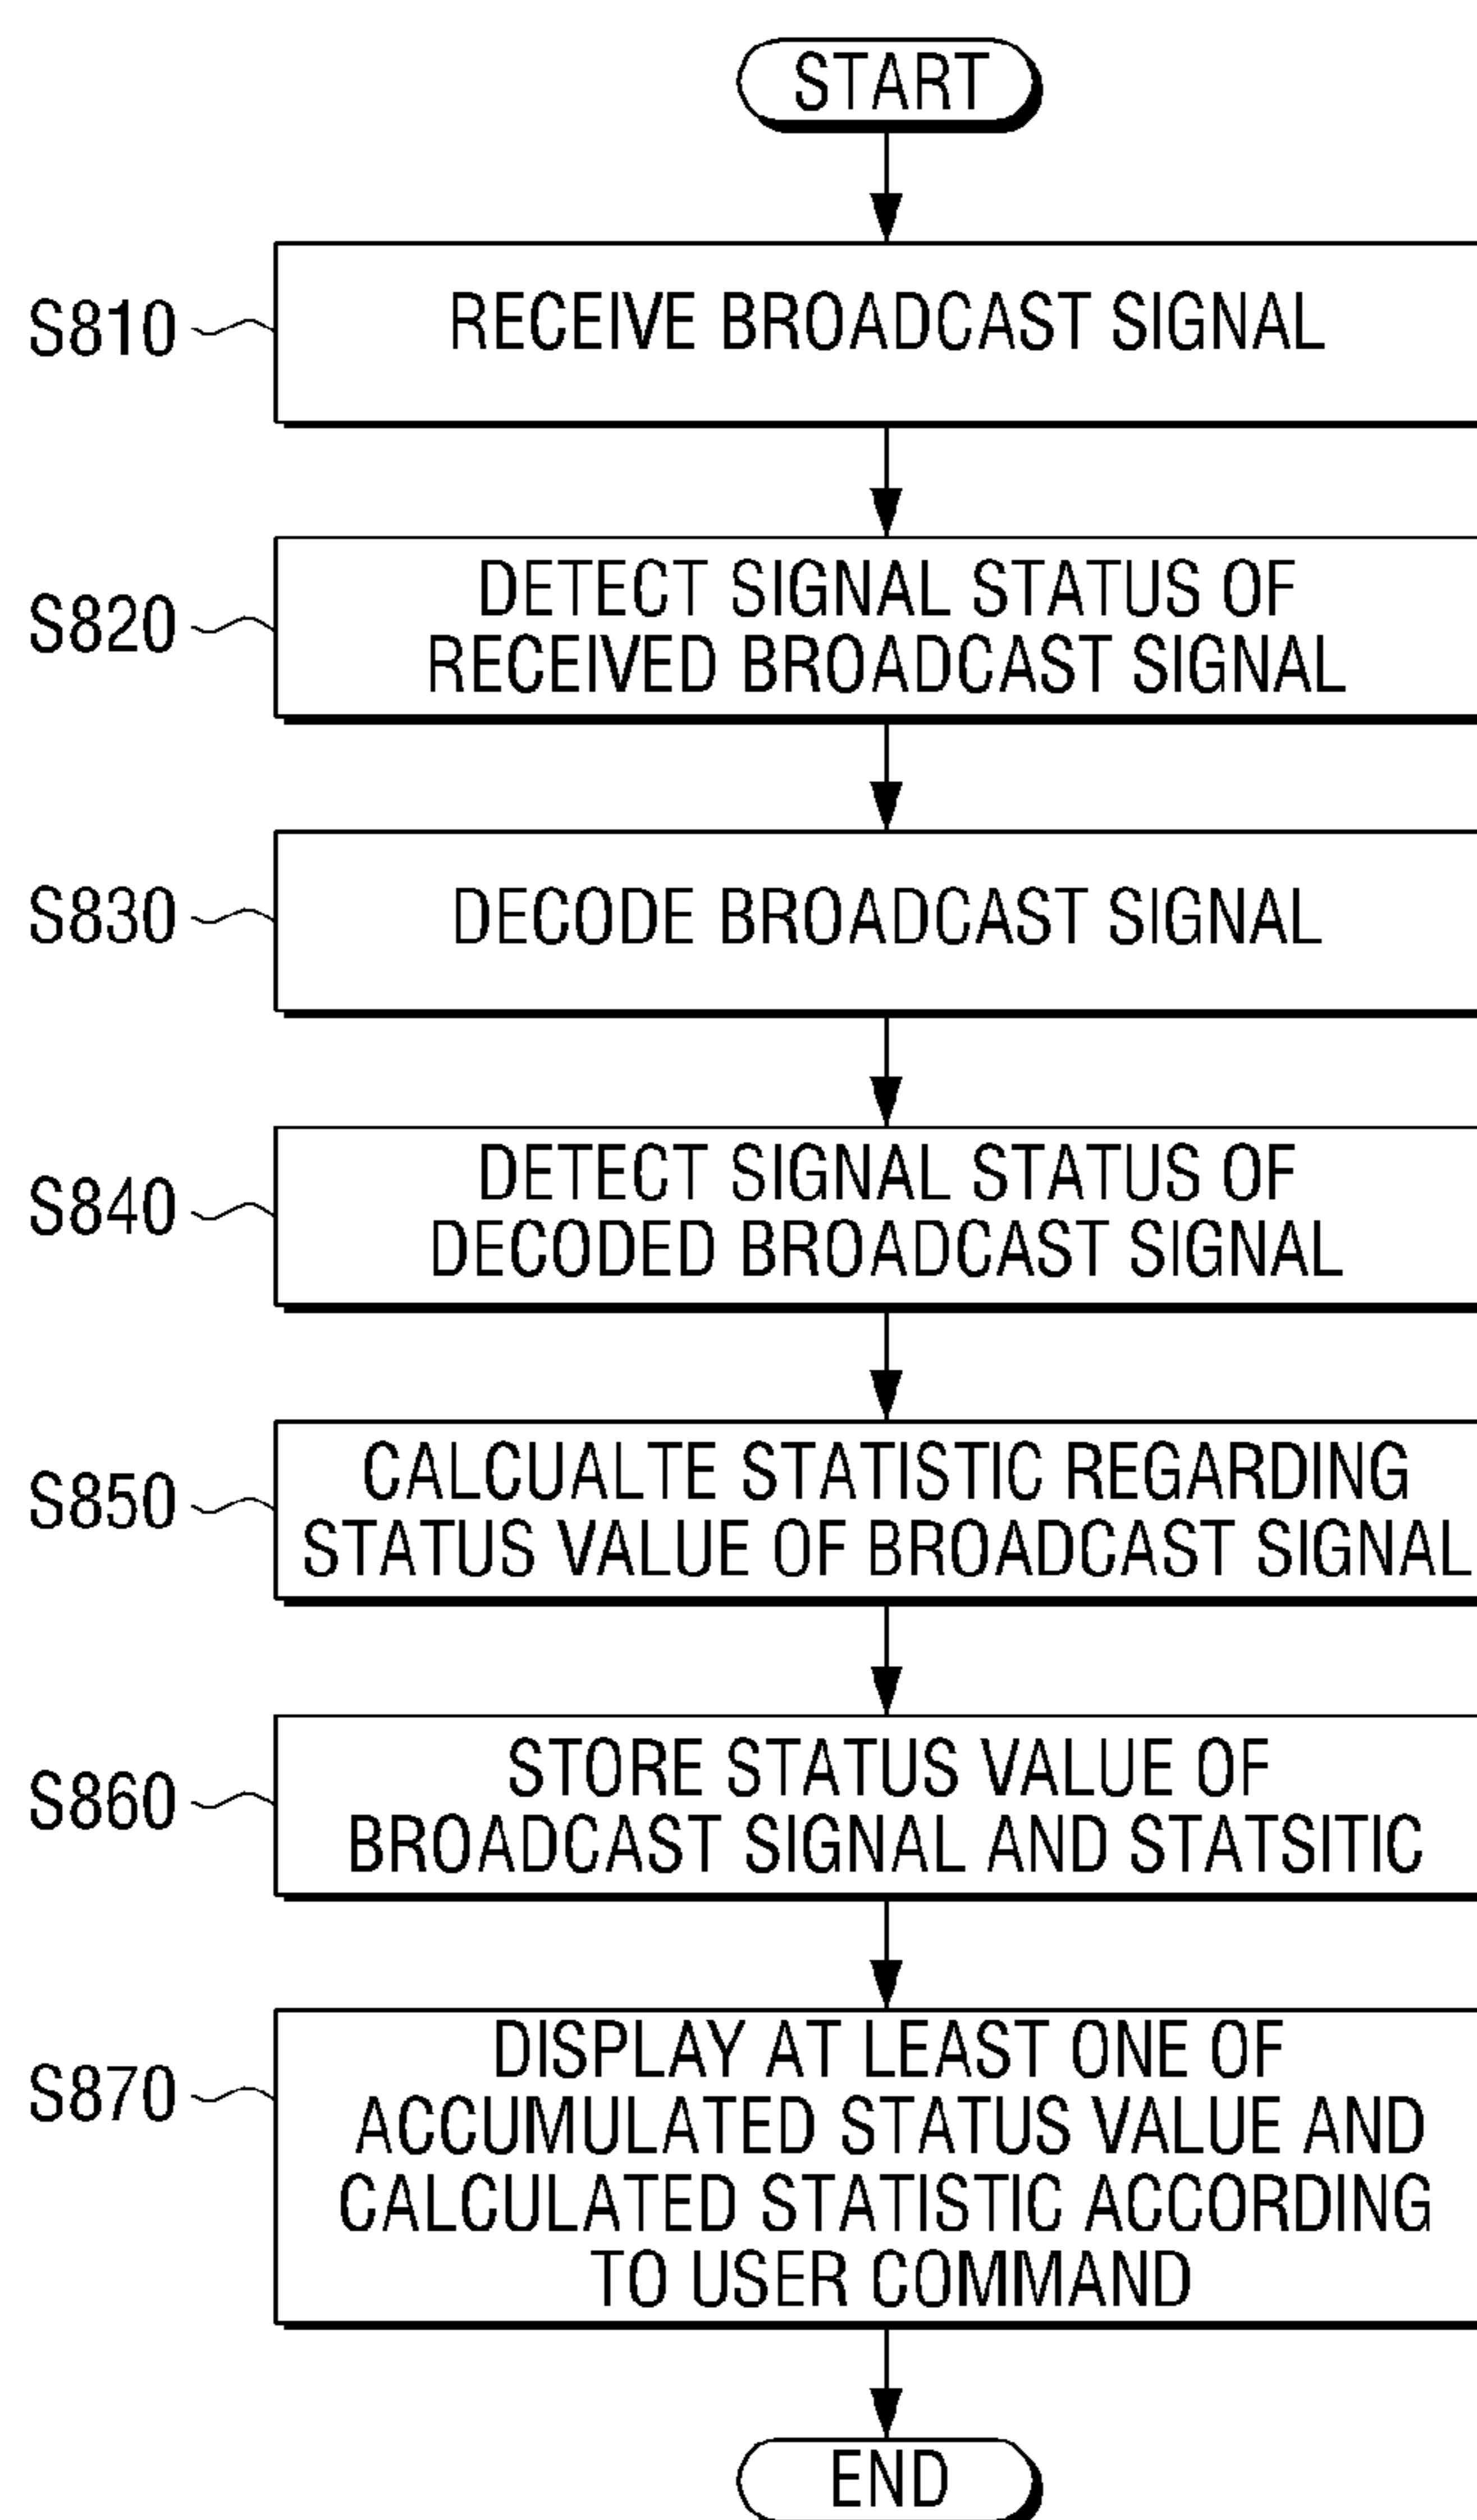 START
S810
RECEIVE BROADCAST SIGNAL
S820
DETECT SIGNAL STATUS OF
RECEIVED BROADCAST SIGNAL
S830
DECODE BROADCAST SIGNAL
S840
DETECT SIGNAL STATUS OF
DECODED BROADCAST SIGNAL
S850
CALCUALTE STATISTIC REGARDING
STATUS VALUE OF BROADCAST SIGNAL
S860
STORE STATUS VALUE OF
BROADCAST SIGNAL AND STATSITIC
S870
DISPLAY AT LEAST ONE OF
ACCUMULATED STATUS VALUE AND
CALCULATED STATISTIC ACCORDING
TO USER COMMAND
END